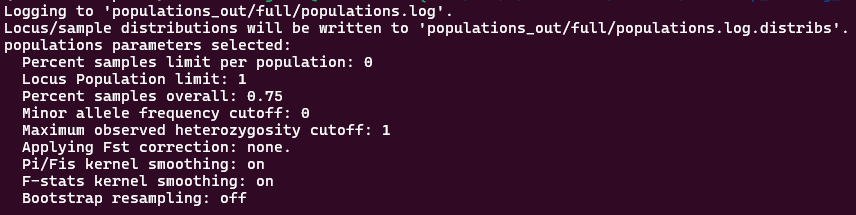 Logging to 'populations_out/full/populations.log'.
Locus/sample distributions will be written to 'populations_out/full/populations.log.distribs'.
populations parameters selected:
  Percent samples limit per population: 0
  Locus Population limit: 1
  Percent samples overall: 0.75
  Minor allele frequency cutoff: 0
  Maximum observed heterozygosity cutoff: 1
  Applying Fst correction: none.
  Pi/Fis kernel smoothing: on
  F-stats kernel smoothing: on
  Bootstrap resampling: off